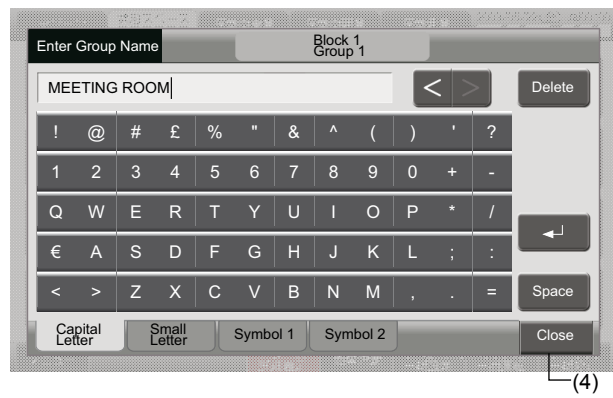 Enter Group Name
Block 1
Group 1
MEETING ROOM
< >
Delete
! @ # £ % " & ^ ( ) ' ?
1 2 3 4 5 6 7 8 9 0 + -
Q W E R T Y U I O P * /
€ A S D F G H J K L ; :
< > Z X C V B N M , . =
Space
Capital
Letter
Small
Letter
Symbol 1
Symbol 2
Close
(4)